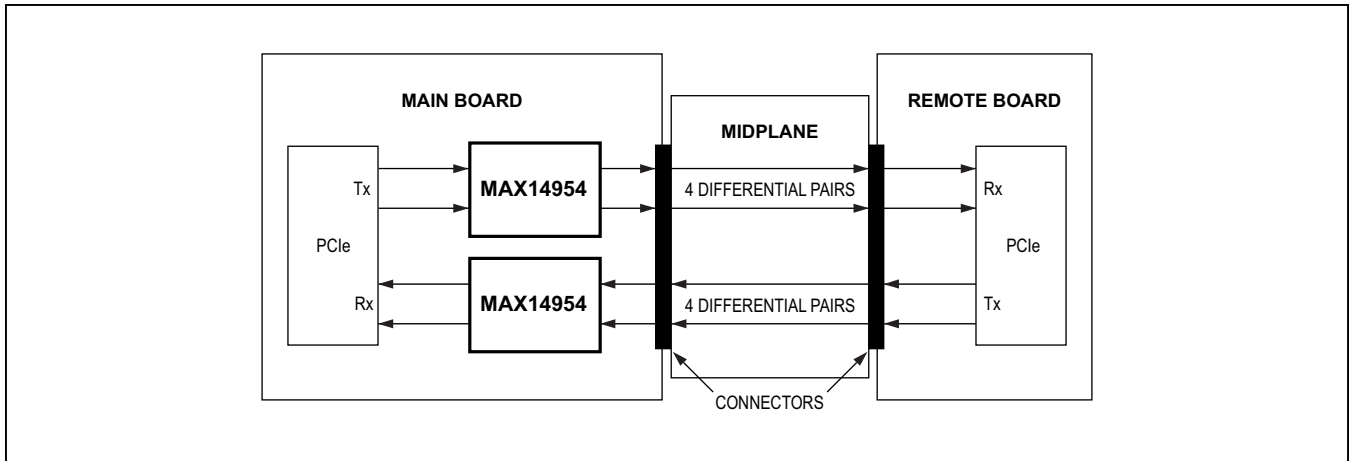 MAIN BOARD
MIDPLANE
REMOTE BOARD
Tx
MAX14954
4 DIFFERENTIAL PAIRS
Rx
PCIe
PCIe
Rx
MAX14954
4 DIFFERENTIAL PAIRS
Tx
CONNECTORS